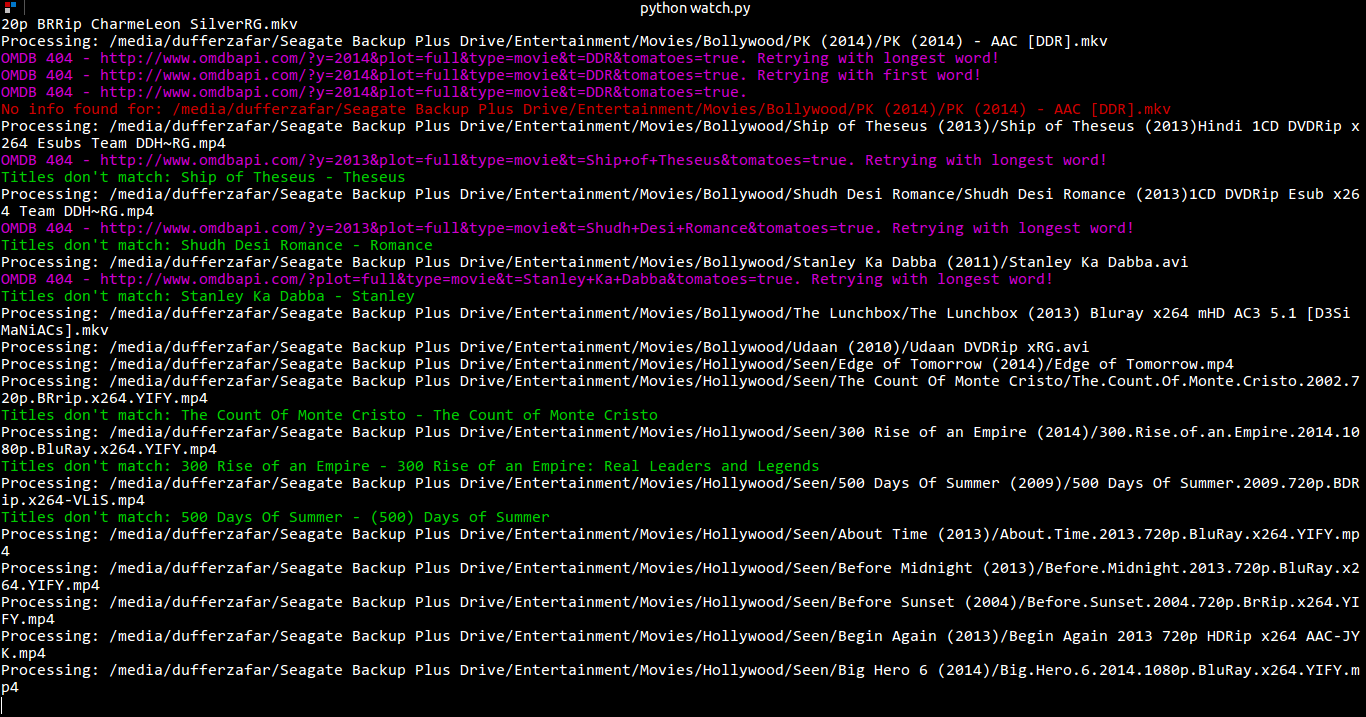 python watch.py
20p BRRip CharmeLeon SilverRG.mkv
Processing: /media/dufferzafar/Seagate Backup Plus Drive/Entertainment/Movies/Bollywood/PK (2014)/PK (2014) - AAC [DDR].mkv
OMDB 404 - http://www.omdbapi.com/?y=2014&plot=full&type=movie&t=DDR&tomatoes=true. Retrying with longest word!
OMDB 404 - http://www.omdbapi.com/?y=2014&plot=full&type=movie&t=DDR&tomatoes=true. Retrying with first word!
OMDB 404 - http://www.omdbapi.com/?y=2014&plot=full&type=movie&t=DDR&tomatoes=true.
No info found for: /media/dufferzafar/Seagate Backup Plus Drive/Entertainment/Movies/Bollywood/PK (2014)/PK (2014) - AAC [DDR].mkv
Processing: /media/dufferzafar/Seagate Backup Plus Drive/Entertainment/Movies/Bollywood/Ship of Theseus (2013)/Ship of Theseus (2013)Hindi 1CD DVDRip x
264 Esubs Team DDH~RG.mp4
OMDB 404 - http://www.omdbapi.com/?y=2013&plot=full&type=movie&t=Ship+of+Theseus&tomatoes=true. Retrying with longest word!
Titles don't match: Ship of Theseus - Theseus
Processing: /media/dufferzafar/Seagate Backup Plus Drive/Entertainment/Movies/Bollywood/Shudh Desi Romance/Shudh Desi Romance (2013)1CD DVDRip Esub x26
4 Team DDH~RG.mp4
OMDB 404 - http://www.omdbapi.com/?y=2013&plot=full&type=movie&t=Shudh+Desi+Romance&tomatoes=true. Retrying with longest word!
Titles don't match: Shudh Desi Romance - Romance
Processing: /media/dufferzafar/Seagate Backup Plus Drive/Entertainment/Movies/Bollywood/Stanley Ka Dabba (2011)/Stanley Ka Dabba.avi
OMDB 404 - http://www.omdbapi.com/?plot=full&type=movie&t=Stanley+Ka+Dabba&tomatoes=true. Retrying with longest word!
Titles don't match: Stanley Ka Dabba - Stanley
Processing: /media/dufferzafar/Seagate Backup Plus Drive/Entertainment/Movies/Bollywood/The Lunchbox/The Lunchbox (2013) Bluray x264 mHD AC3 5.1 [D3Si
MaNiACs].mkv
Processing: /media/dufferzafar/Seagate Backup Plus Drive/Entertainment/Movies/Bollywood/Udaan (2010)/Udaan DVDRip xRG.avi
Processing: /media/dufferzafar/Seagate Backup Plus Drive/Entertainment/Movies/Hollywood/Seen/Edge of Tomorrow (2014)/Edge of Tomorrow.mp4
Processing: /media/dufferzafar/Seagate Backup Plus Drive/Entertainment/Movies/Hollywood/Seen/The Count Of Monte Cristo/The.Count.Of.Monte.Cristo.2002.7
20p.BRrip.x264.YIFY.mp4
Titles don't match: The Count Of Monte Cristo - The Count of Monte Cristo
Processing: /media/dufferzafar/Seagate Backup Plus Drive/Entertainment/Movies/Hollywood/Seen/300 Rise of an Empire (2014)/300.Rise.of.an.Empire.2014.10
80p.BluRay.x264.YIFY.mp4
Titles don't match: 300 Rise of an Empire - 300 Rise of an Empire: Real Leaders and Legends
Processing: /media/dufferzafar/Seagate Backup Plus Drive/Entertainment/Movies/Hollywood/Seen/500 Days Of Summer (2009)/500 Days Of Summer.2009.720p.BDR
ip.x264-VLiS.mp4
Titles don't match: 500 Days Of Summer - (500) Days of Summer
Processing: /media/dufferzafar/Seagate Backup Plus Drive/Entertainment/Movies/Hollywood/Seen/About Time (2013)/About.Time.2013.720p.BluRay.x264.YIFY.mp
4
Processing: /media/dufferzafar/Seagate Backup Plus Drive/Entertainment/Movies/Hollywood/Seen/Before Midnight (2013)/Before.Midnight.2013.720p.BluRay.x2
64.YIFY.mp4
Processing: /media/dufferzafar/Seagate Backup Plus Drive/Entertainment/Movies/Hollywood/Seen/Before Sunset (2004)/Before.Sunset.2004.720p.BrRip.x264.YI
FY.mp4
Processing: /media/dufferzafar/Seagate Backup Plus Drive/Entertainment/Movies/Hollywood/Seen/Begin Again (2013)/Begin Again 2013 720p HDRip x264 AAC-JY
K.mp4
Processing: /media/dufferzafar/Seagate Backup Plus Drive/Entertainment/Movies/Hollywood/Seen/Big Hero 6 (2014)/Big.Hero.6.2014.1080p.BluRay.x264.YIFY.m
p4